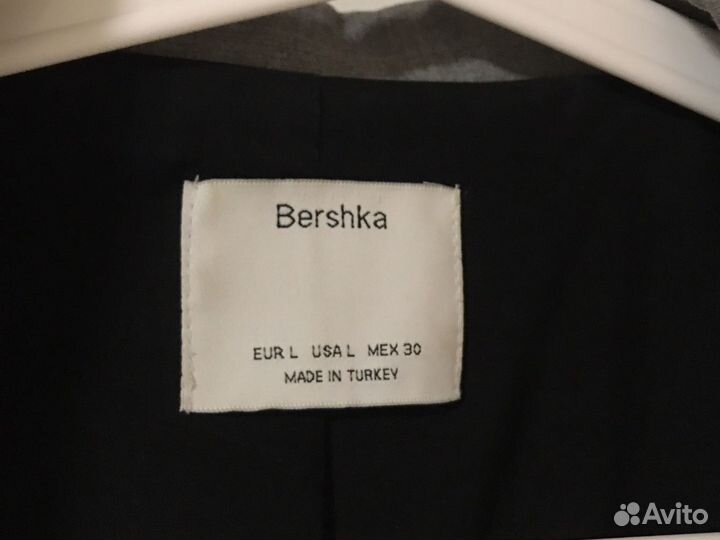 Bershka
EUR L USA L MEX 30
MADE IN TURKEY
Avito